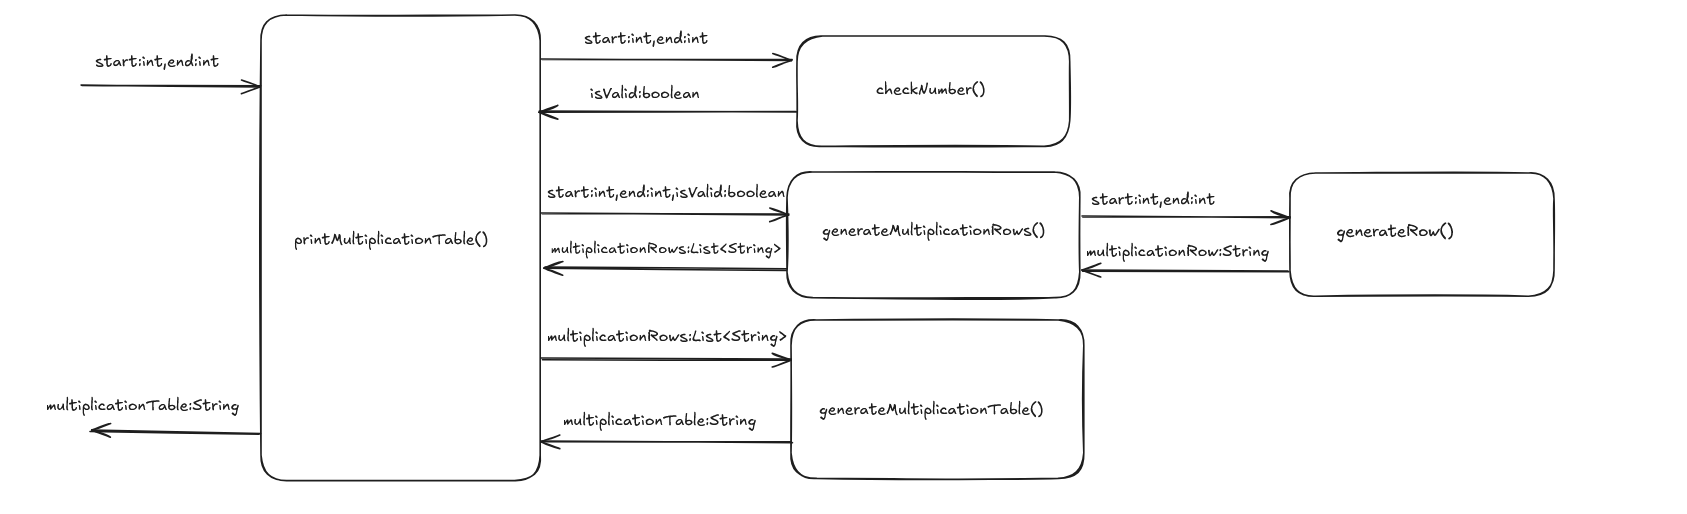 start:int,end:int
printMultiplicationTable()
start:int,end:int
isValid:boolean
checkNumber()
start:int,end:int,isValid:boolean
multiplicationRows:List<String>
generateMultiplicationRows()
start:int,end:int
multiplicationRow:String
generateRow()
multiplicationRows:List<String>
multiplicationTable:String
generateMultiplicationTable()
multiplicationTable:String